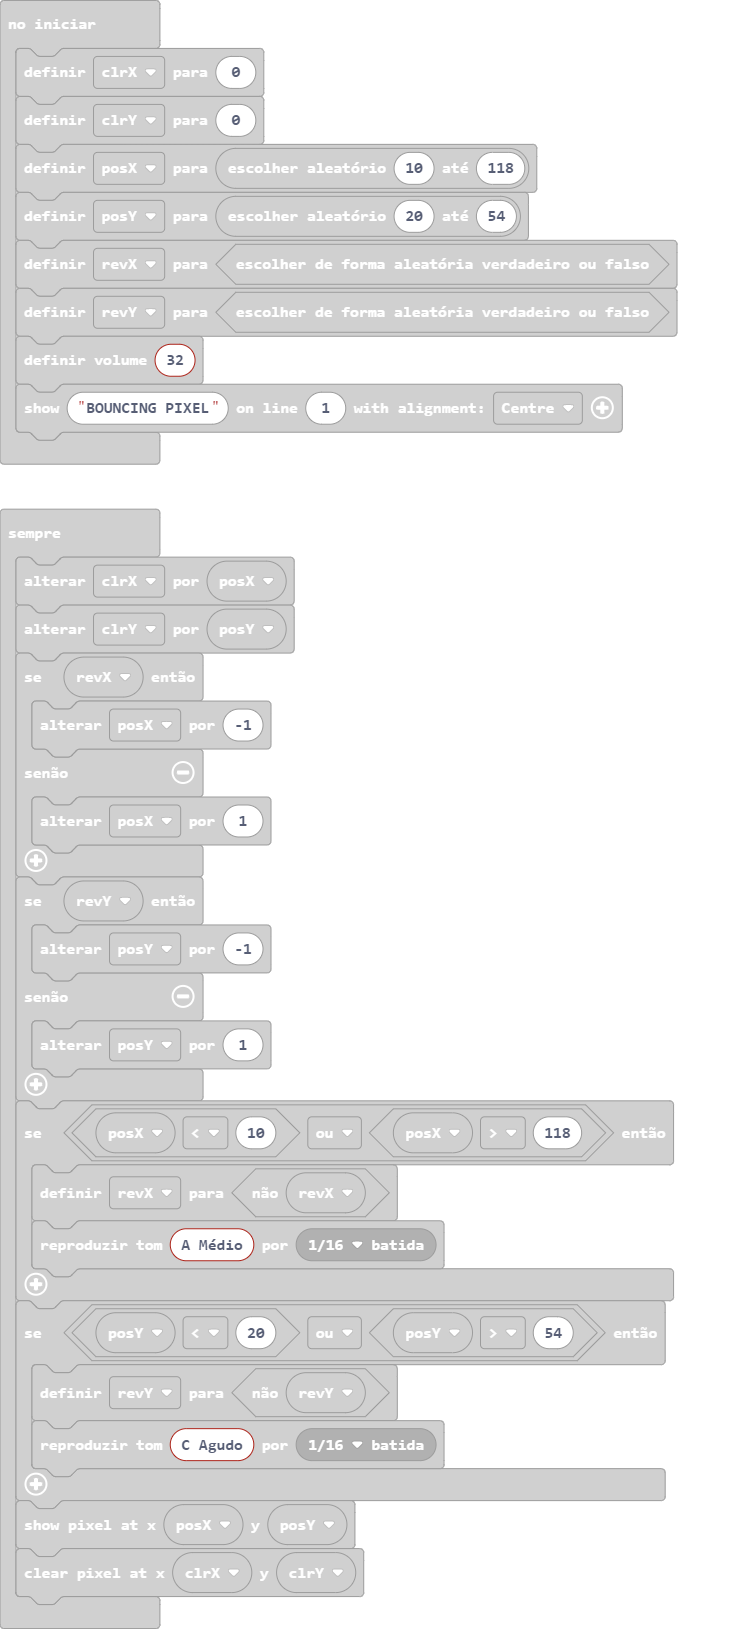 no iniciar
definir clrX para 0
definir clrY para 0
definir posX para escolher aleatório 10 até 118
definir posY para escolher aleatório 20 até 54
definir revX para escolher de forma aleatória verdadeiro ou falso
definir revY para escolher de forma aleatória verdadeiro ou falso
definir volume 32
show "BOUNCING PIXEL" on line 1 with alignment: Centre
sempre
alterar clrX por posX
alterar clrY por posY
se revX então
alterar posX por -1
senão
alterar posX por 1
se revY então
alterar posY por -1
senão
alterar posY por 1
se posX < 10 ou posX > 118 então
definir revX para não revX
reproduzir tom A Médio por 1/16 batida
se posY < 20 ou posY > 54 então
definir revY para não revY
reproduzir tom C Agudo por 1/16 batida
show pixel at x posX y posY
clear pixel at x clrX y clrY